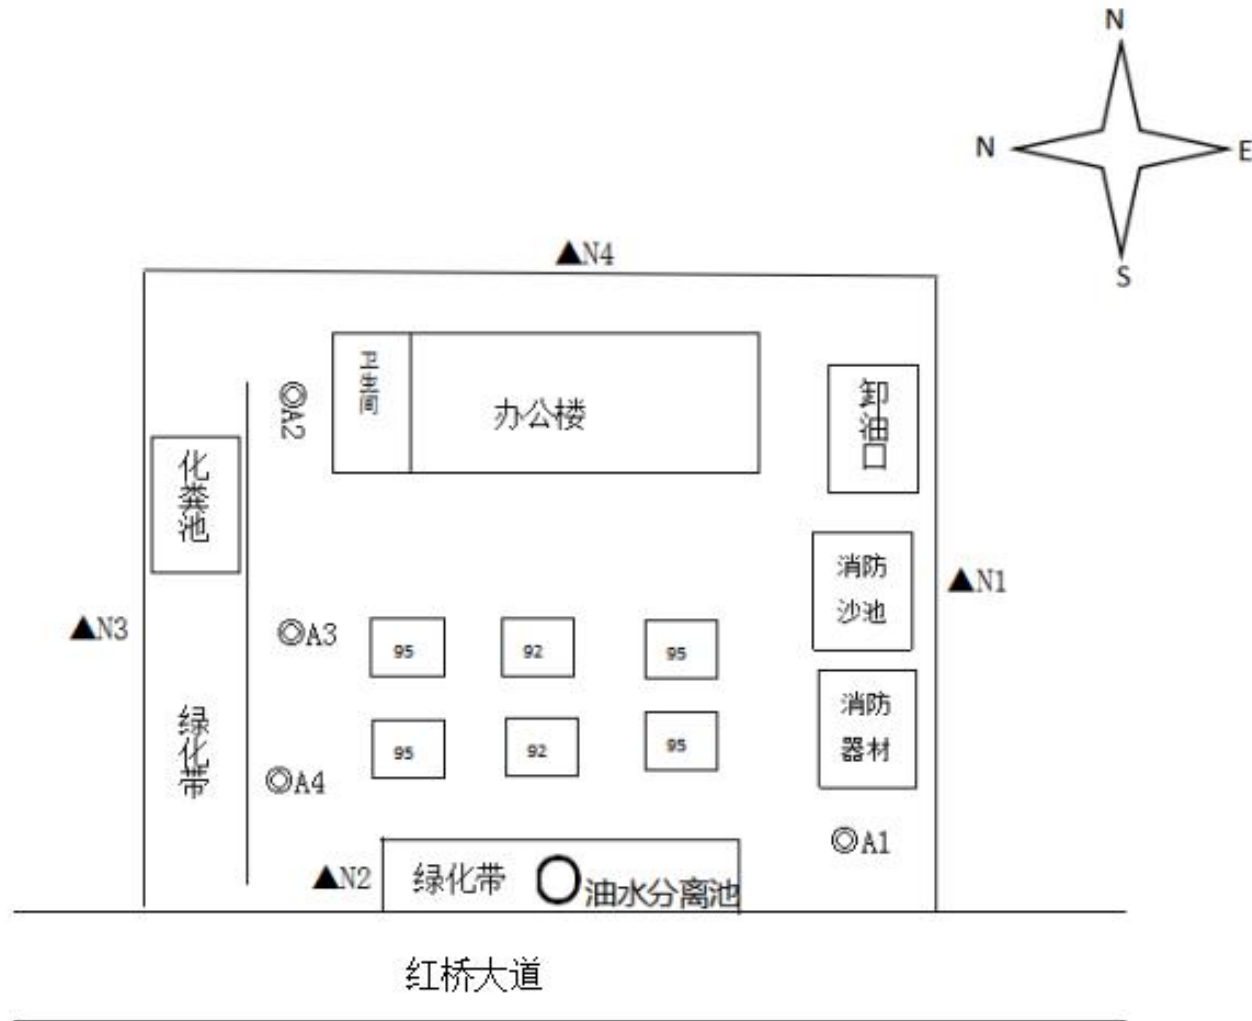 N
N
E
S
▲N4
卫生间
办公楼
卸油口
◎A2
化粪池
消防
沙池
▲N1
▲N3
◎A3
95
92
95
消防
器材
绿化带
95
92
95
◎A4
◎A1
▲N2
绿化带
油水分离池
红桥大道